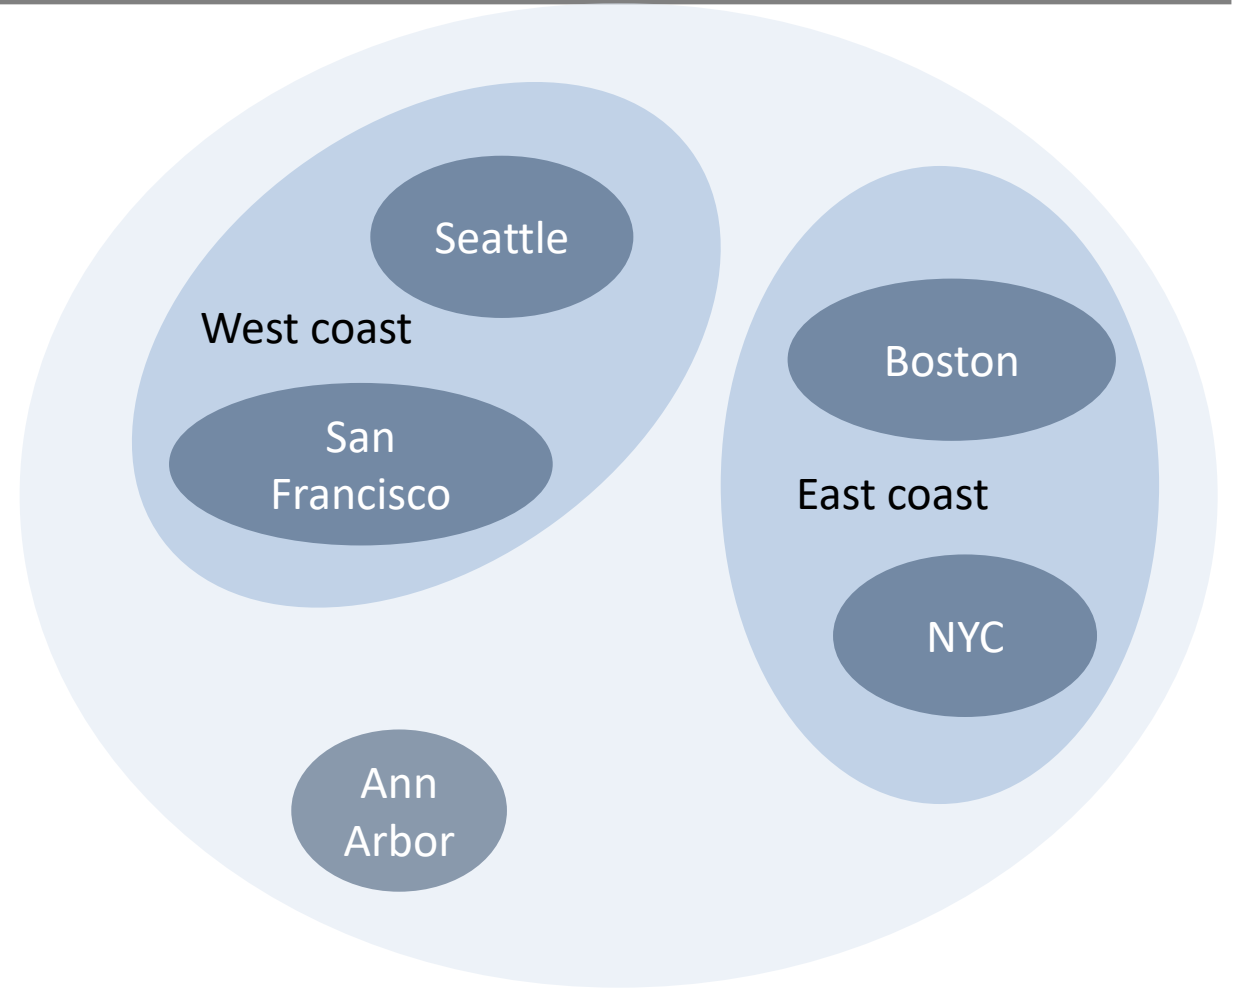 Seattle
West coast
San
Francisco
Boston
East coast
NYC
Ann
Arbor